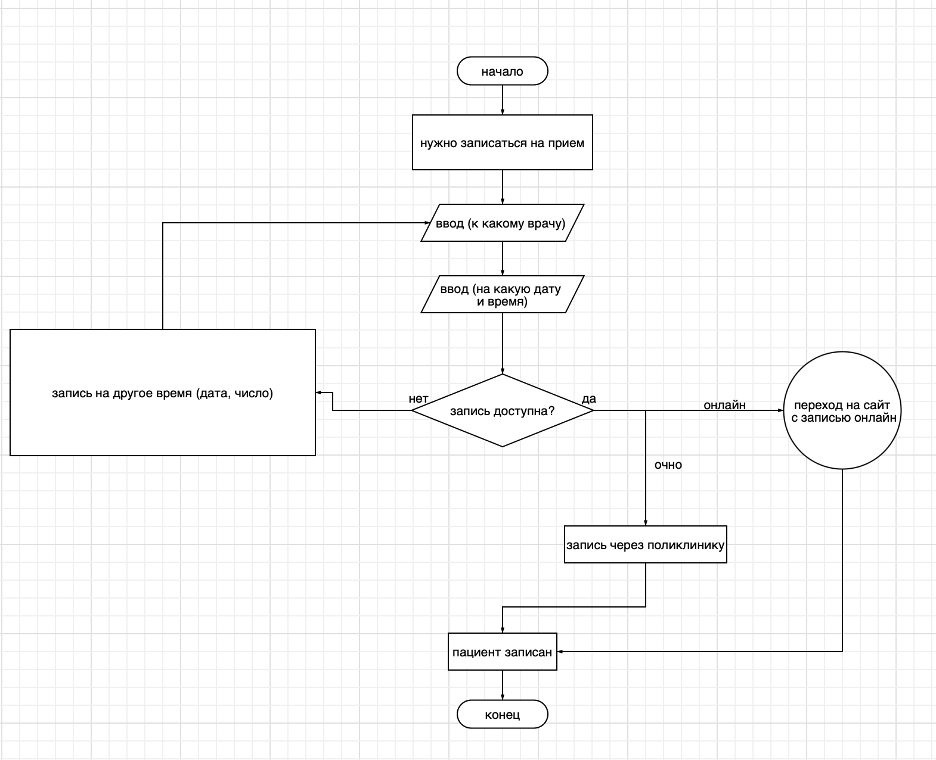 начало
нужно записаться на прием
ввод (к какому врачу)
ввод (на какую дату
и время)
запись на другое время (дата, число)
нет
запись доступна?
да
онлайн
переход на сайт
с записью онлайн
очно
запись через поликлинику
пациент записан
конец